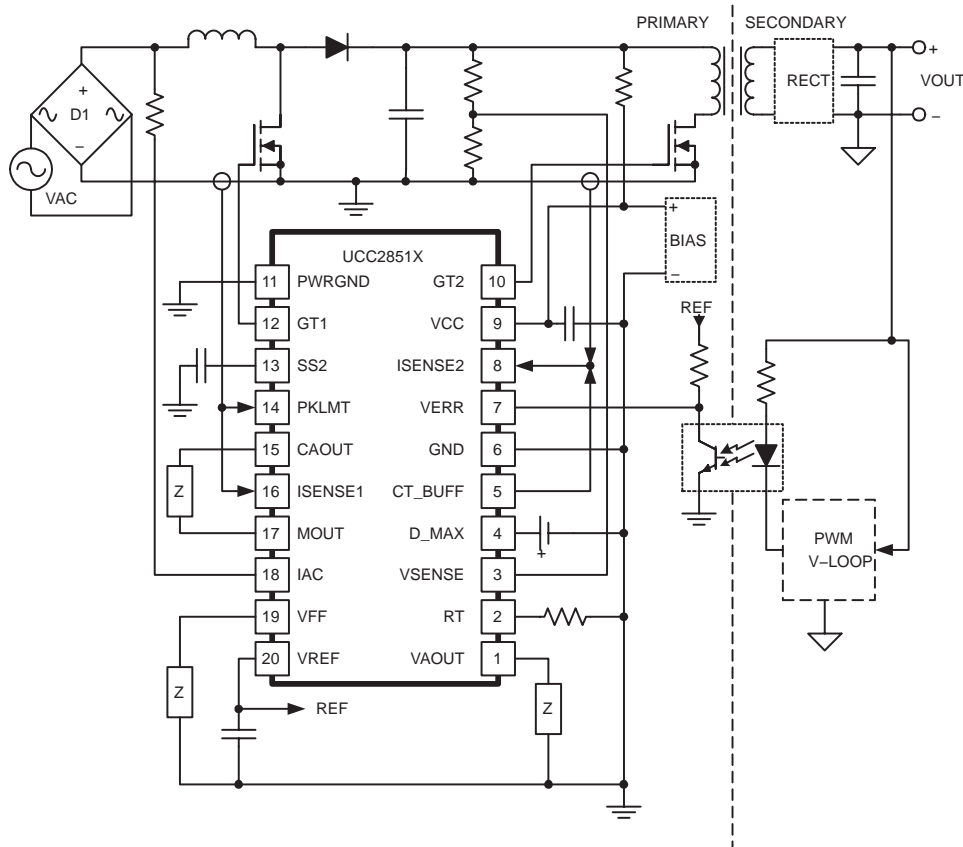 PRIMARY
SECONDARY
+
D1
−
VAC
RECT
+
VOUT
−
UCC2851X
+
BIAS
−
11 PWRGND GT2 10
12 GT1 VCC 9
13 SS2 ISENSE2 8
14 PKLMT VERR 7
15 CAOUT GND 6
16 ISENSE1 CT_BUFF 5
17 MOUT D_MAX 4
18 IAC VSENSE 3
19 VFF RT 2
20 VREF VAOUT 1
REF
Z
+
PWM
V−LOOP
Z
Z
REF